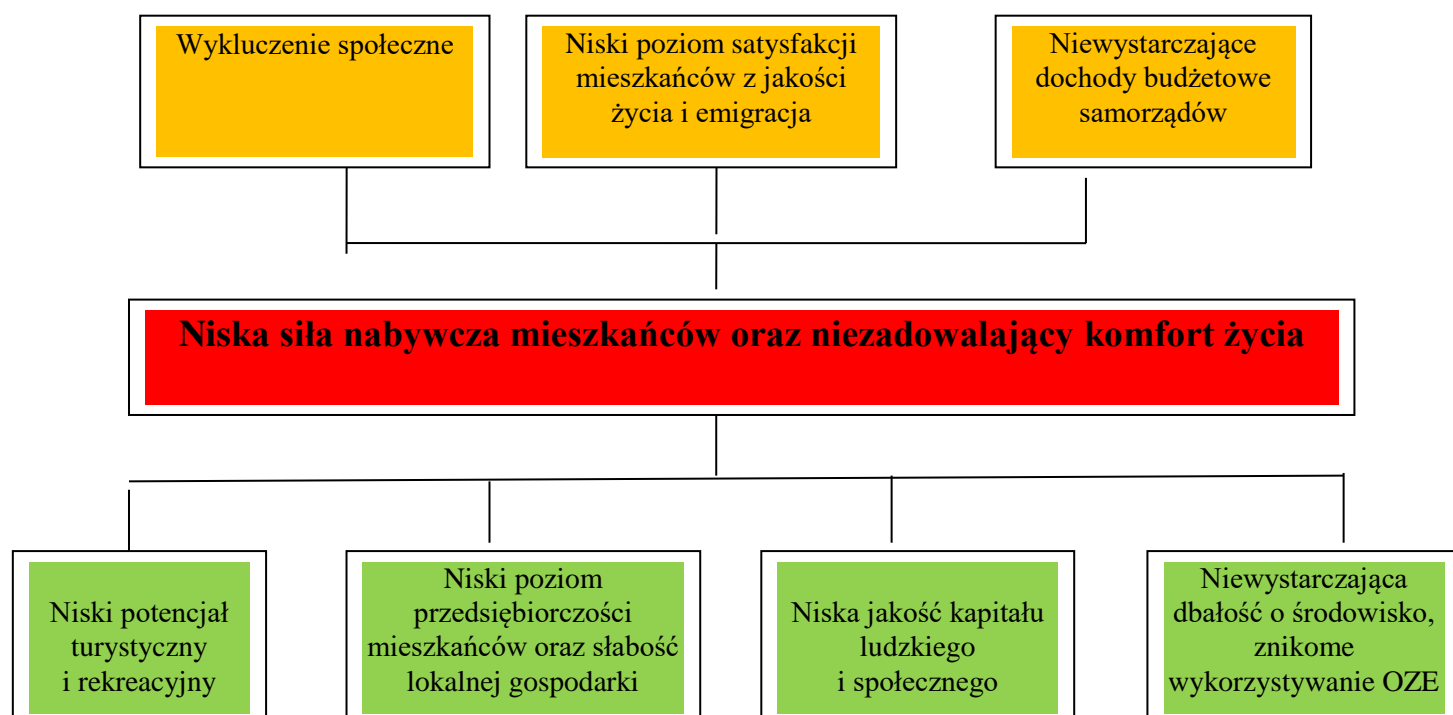 Wykluczenie społeczne
Niski poziom satysfakcji
mieszkańców z jakości
życia i emigracja
Niewystarczające
dochody budżetowe
samorządów
Niska siła nabywcza mieszkańców oraz niezadowalający komfort życia
Niski potencjał
turystyczny
i rekreacyjny
Niski poziom
przedsiębiorczości
mieszkańców oraz słabość
lokalnej gospodarki
Niska jakość kapitału
ludzkiego
i społecznego
Niewystarczająca
dbałość o środowisko,
znikome
wykorzystywanie OZE